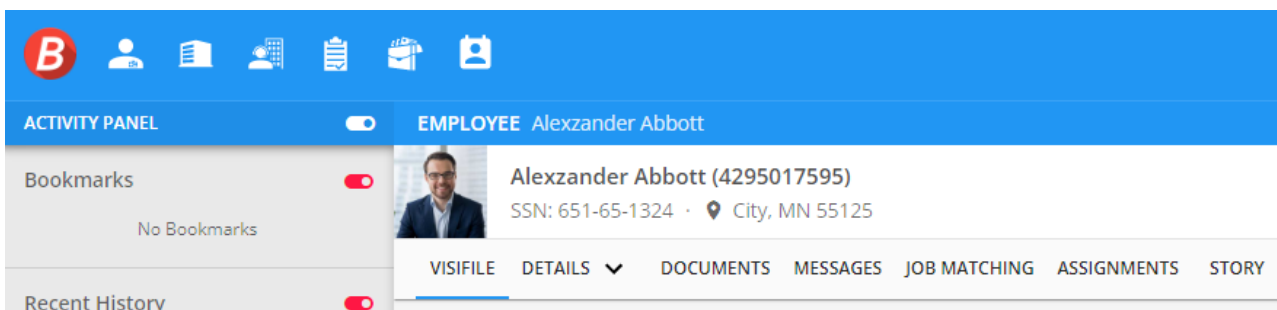 B
ACTIVITY PANEL
EMPLOYEE Alexzander Abbott
Bookmarks
No Bookmarks
Recent History
Alexzander Abbott (4295017595)
SSN: 651-65-1324 · City, MN 55125
VISIFILE DETAILS DOCUMENTS MESSAGES JOB MATCHING ASSIGNMENTS STORY